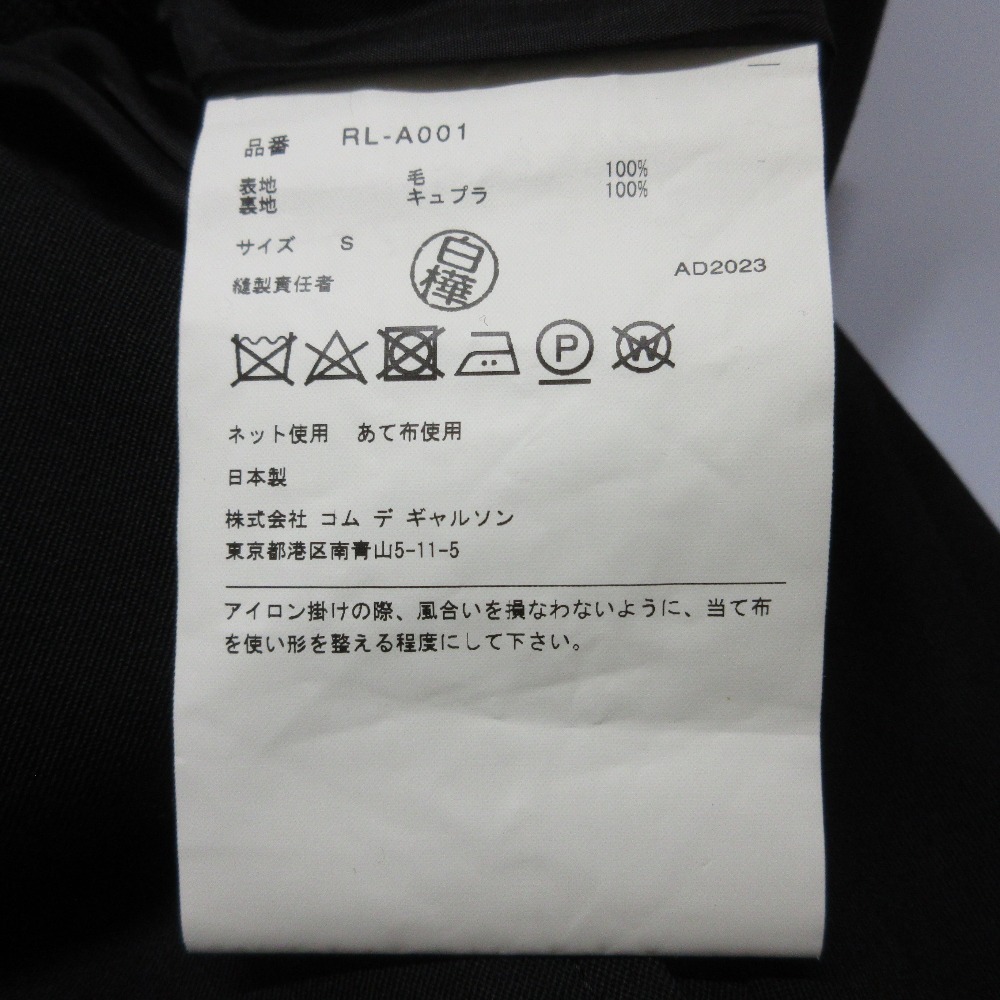 品番 RL-A001
表地 毛 100%
裏地 キュプラ 100%
サイズ S
縫製責任者 白樺 AD2023
P W
ネット使用 あて布使用
日本製
株式会社 コム デ ギャルソン
東京都港区南青山5-11-5
アイロン掛けの際、風合いを損なわないように、当て布
を使い形を整える程度にして下さい。